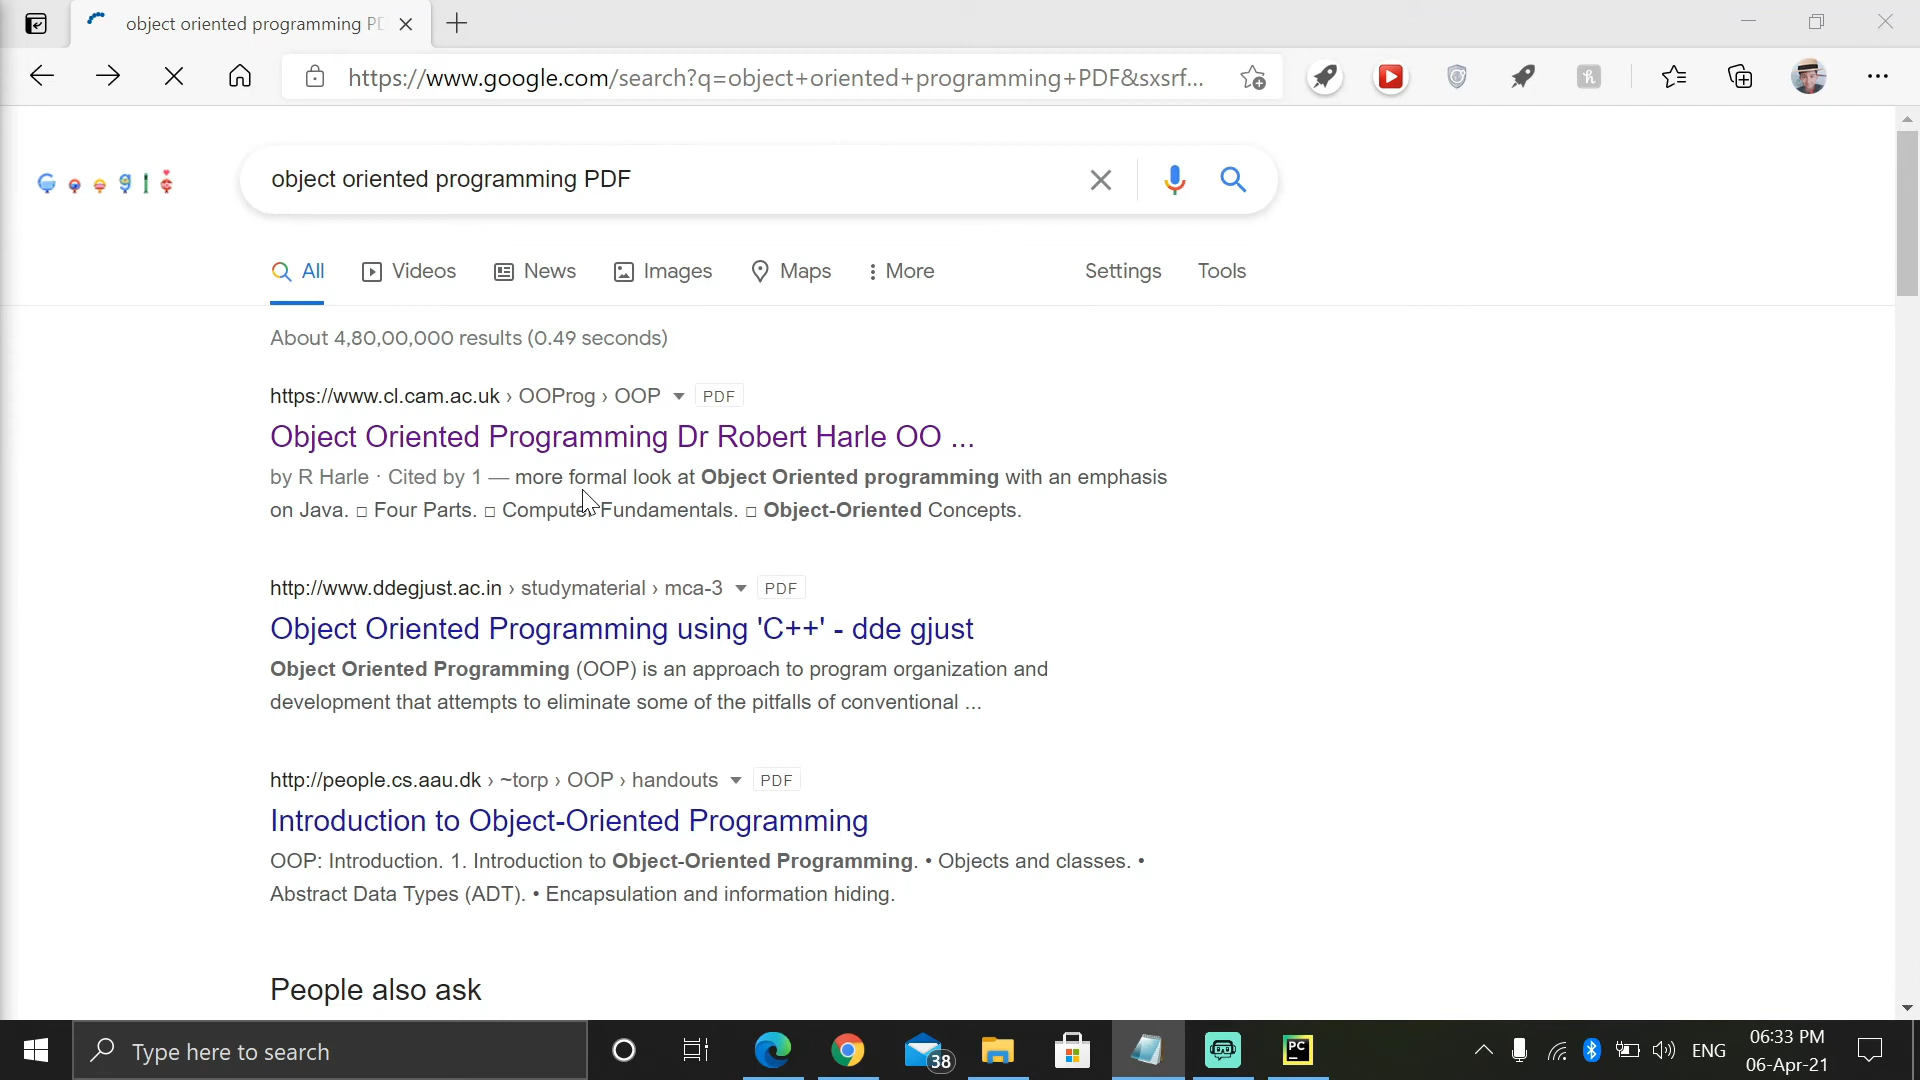 object oriented programming PD
https://www.google.com/search?q=object+oriented+programming+PDF&sxsrf...
Google
object oriented programming PDF
All Videos News Images Maps More Settings Tools
About 4,80,00,000 results (0.49 seconds)
https://www.cl.cam.ac.uk › OOProg › OOP PDF
Object Oriented Programming Dr Robert Harle OO ...
by R Harle · Cited by 1 — more formal look at Object Oriented programming with an emphasis
on Java. □ Four Parts. □ Computer Fundamentals. □ Object-Oriented Concepts.
http://www.ddegjust.ac.in › studymaterial › mca-3 PDF
Object Oriented Programming using 'C++' - dde gjust
Object Oriented Programming (OOP) is an approach to program organization and
development that attempts to eliminate some of the pitfalls of conventional ...
http://people.cs.aau.dk › ~torp › OOP › handouts PDF
Introduction to Object-Oriented Programming
OOP: Introduction. 1. Introduction to Object-Oriented Programming. • Objects and classes. •
Abstract Data Types (ADT). • Encapsulation and information hiding.
People also ask
Type here to search
38
PC
ENG
06:33 PM
06-Apr-21